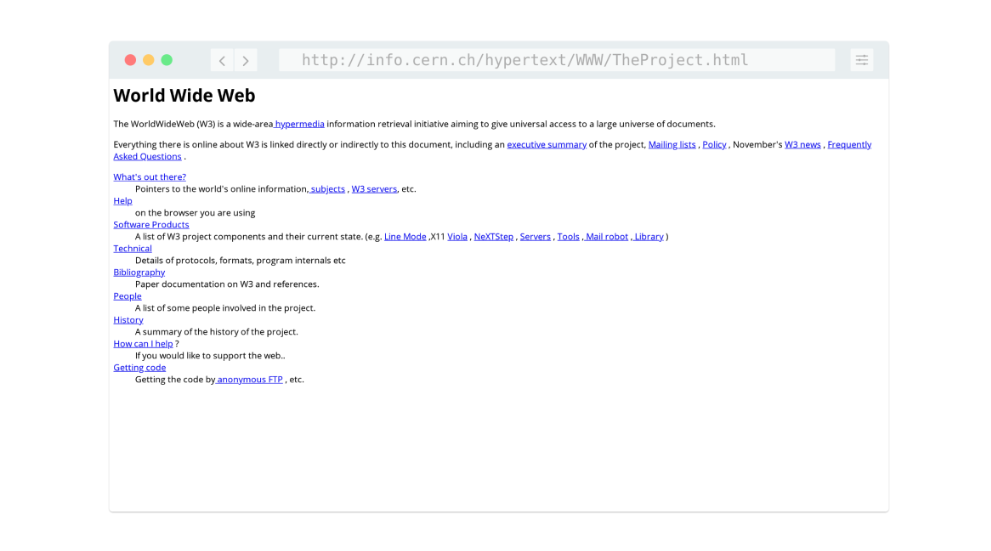 http://info.cern.ch/hypertext/WWW/TheProject.html
World Wide Web
The WorldWideWeb (W3) is a wide-area hypermedia information retrieval initiative aiming to give universal access to a large universe of documents.
Everything there is online about W3 is linked directly or indirectly to this document, including an executive summary of the project, Mailing lists , Policy , November's W3 news , Frequently
Asked Questions .
What's out there?
Pointers to the world's online information, subjects , W3 servers, etc.
Help
on the browser you are using
Software Products
A list of W3 project components and their current state. (e.g. Line Mode ,X11 Viola , NeXTStep , Servers , Tools , Mail robot , Library )
Technical
Details of protocols, formats, program internals etc
Bibliography
Paper documentation on W3 and references.
People
A list of some people involved in the project.
History
A summary of the history of the project.
How can I help ?
If you would like to support the web..
Getting code
Getting the code by anonymous FTP , etc.